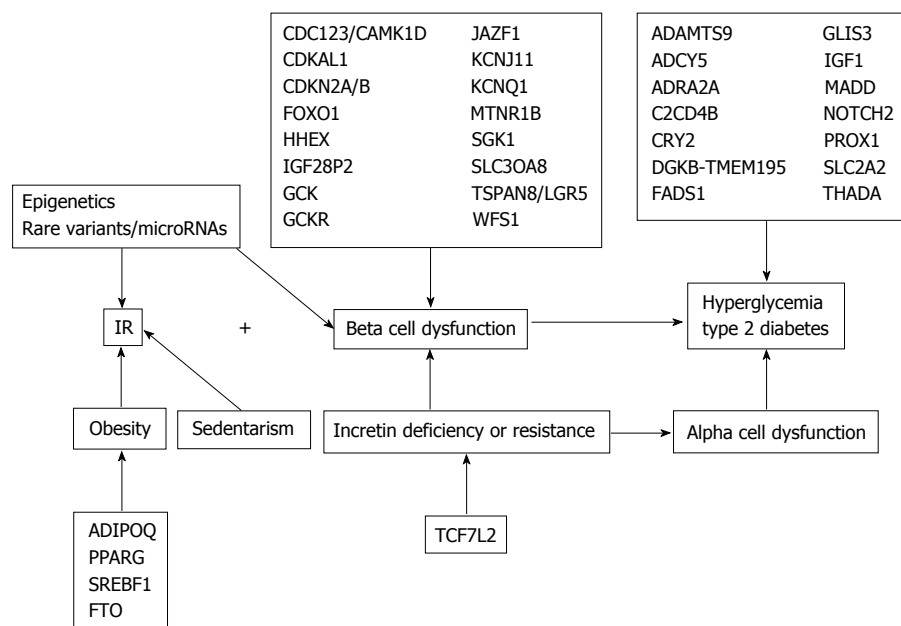 CDC123/CAMK1D JAZF1
CDKAL1 KCNJ11
CDKN2A/B KCNQ1
FOXO1 MTNR1B
HHEX SGK1
IGF28P2 SLC3OA8
GCK TSPAN8/LGR5
GCKR WFS1
ADAMTS9 GLIS3
ADCY5 IGF1
ADRA2A MADD
C2CD4B NOTCH2
CRY2 PROX1
DGKB-TMEM195 SLC2A2
FADS1 THADA
Epigenetics
Rare variants/microRNAs
IR
+
Beta cell dysfunction
Hyperglycemia
type 2 diabetes
Obesity
Sedentarism
Incretin deficiency or resistance
Alpha cell dysfunction
ADIPOQ
PPARG
SREBF1
FTO
TCF7L2